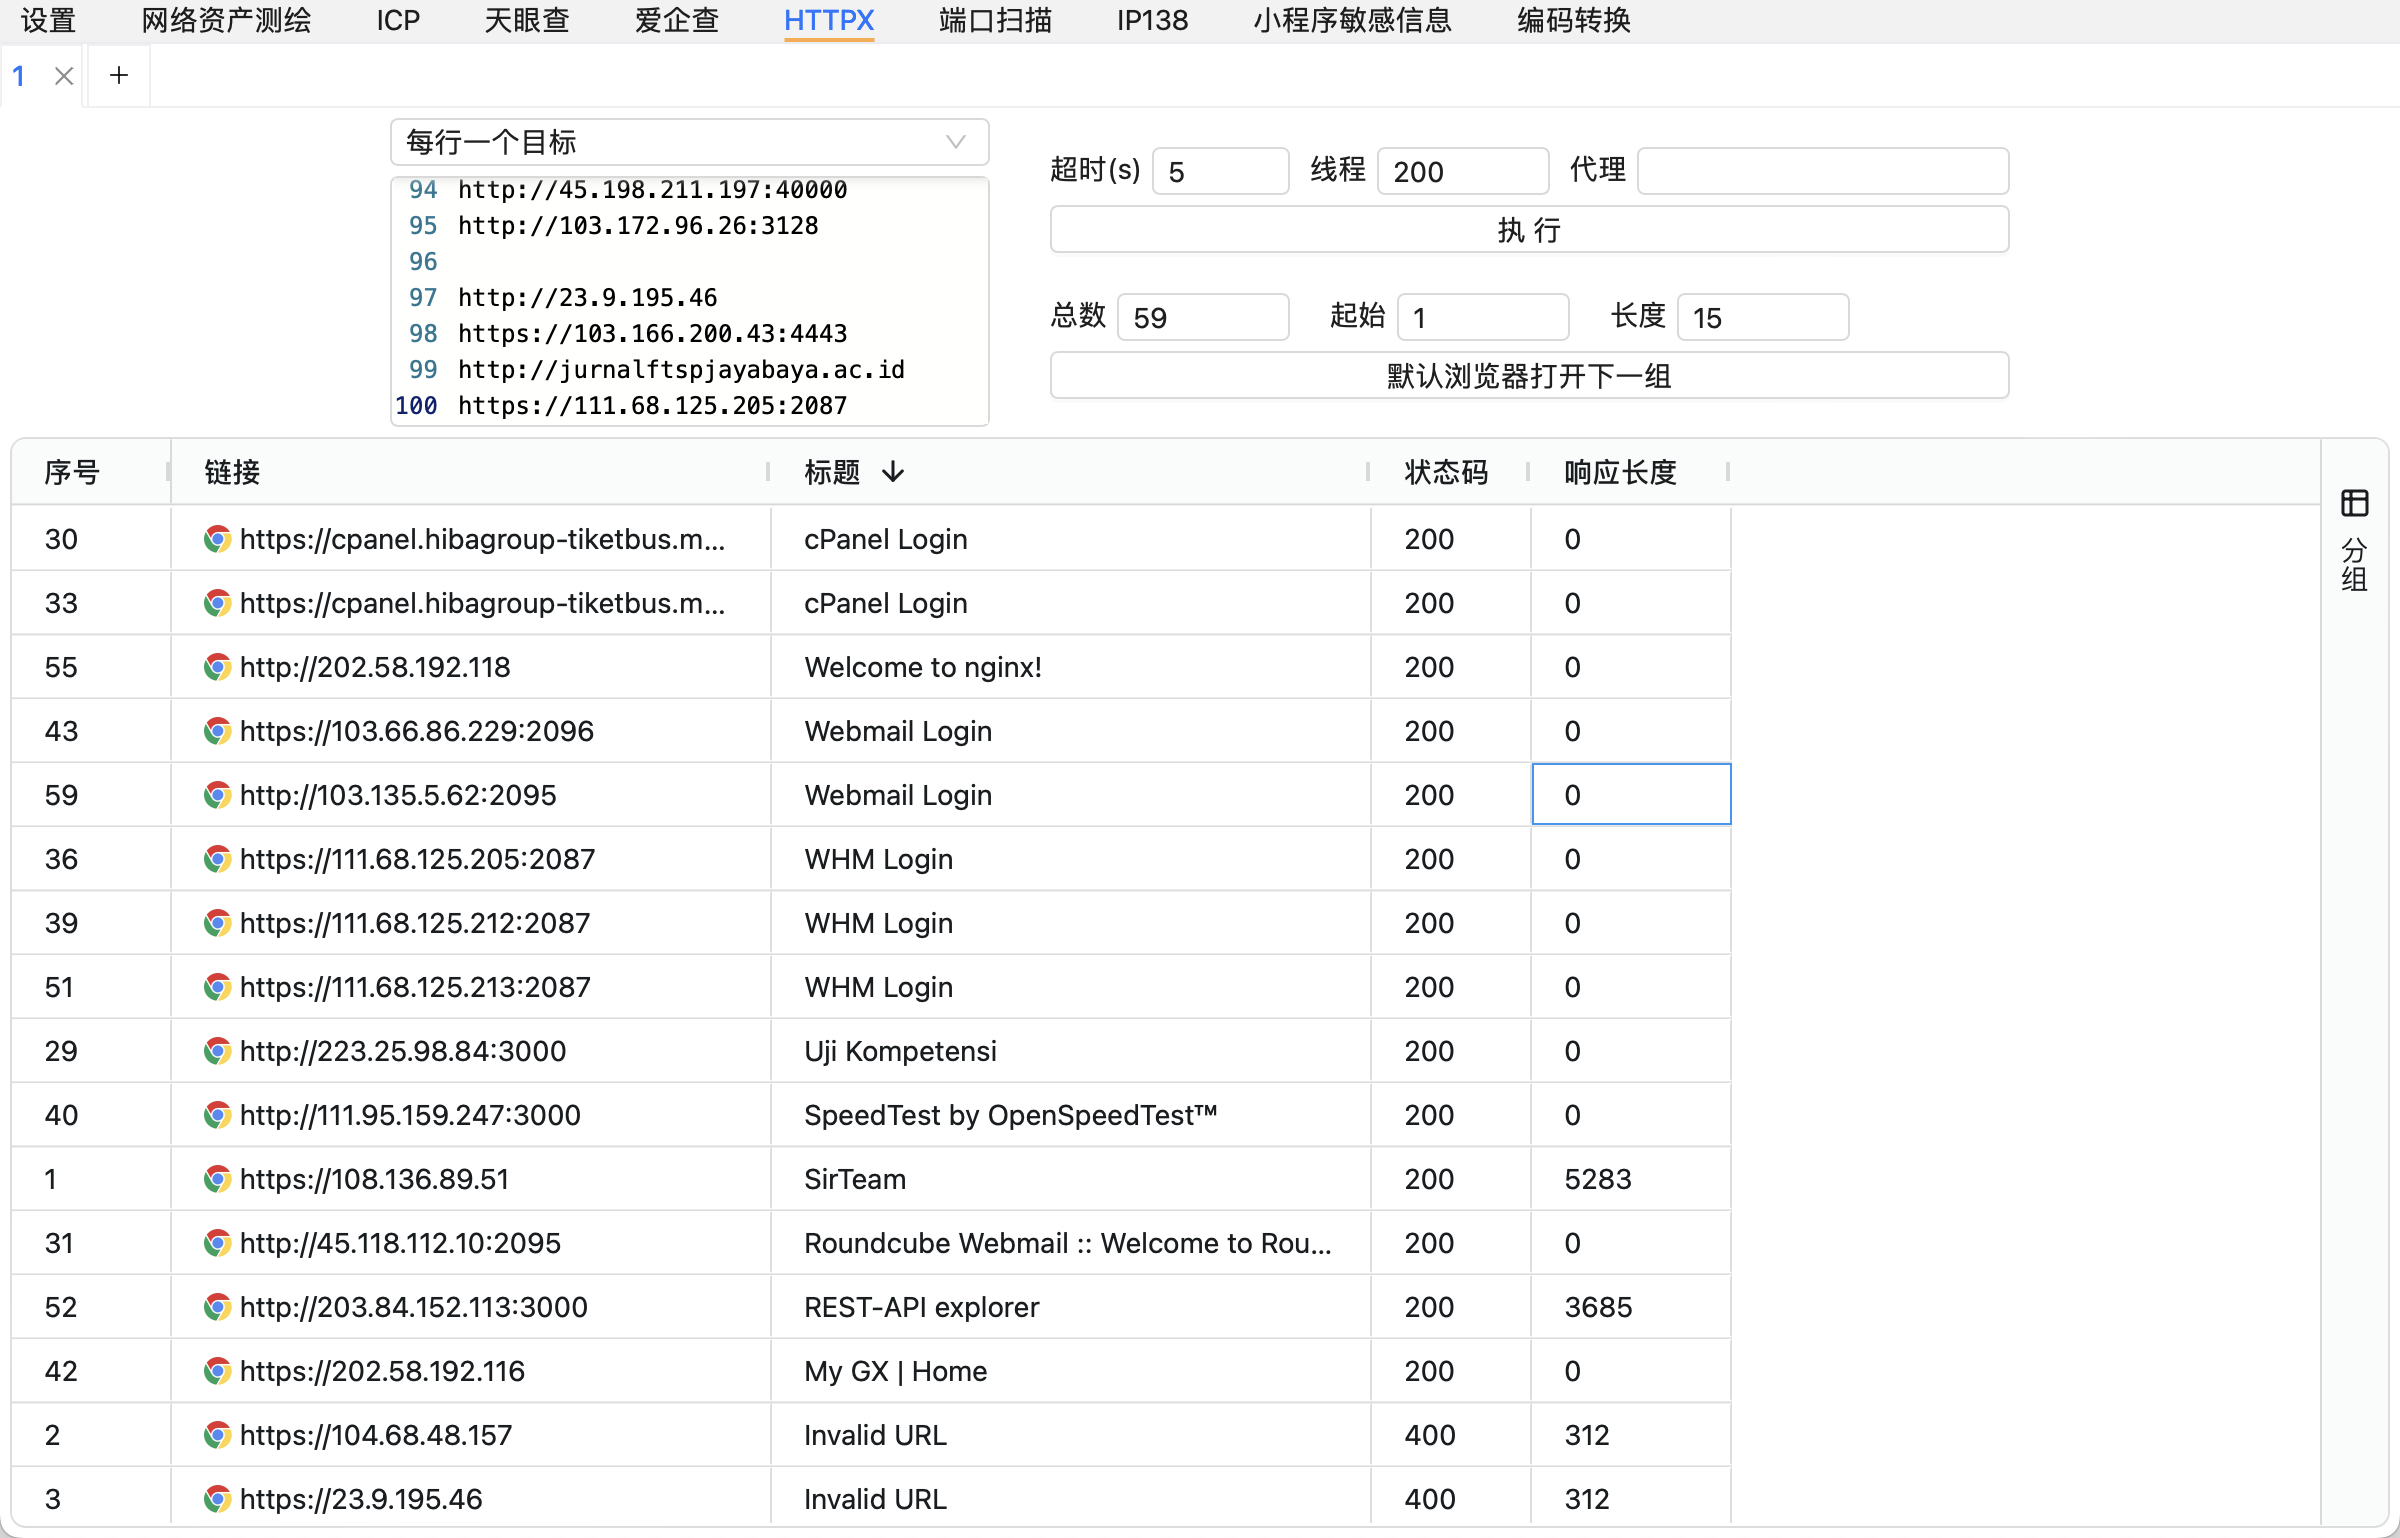 设置 网络资产测绘 ICP 天眼查 爱企查 HTTPX 端口扫描 IP138 小程序敏感信息 编码转换
1
每行一个目标
94 http://45.198.211.197:40000
95 http://103.172.96.26:3128
96
97 http://23.9.195.46
98 https://103.166.200.43:4443
99 http://jurnalftspjayabaya.ac.id
100 https://111.68.125.205:2087
超时(s) 5 线程 200 代理
执 行
总数 59 起始 1 长度 15
默认浏览器打开下一组
序号 链接 标题 状态码 响应长度
30 https://cpanel.hibagroup-tiketbus.m... cPanel Login 200 0
33 https://cpanel.hibagroup-tiketbus.m... cPanel Login 200 0
55 http://202.58.192.118 Welcome to nginx! 200 0
43 https://103.66.86.229:2096 Webmail Login 200 0
59 http://103.135.5.62:2095 Webmail Login 200 0
36 https://111.68.125.205:2087 WHM Login 200 0
39 https://111.68.125.212:2087 WHM Login 200 0
51 https://111.68.125.213:2087 WHM Login 200 0
29 http://223.25.98.84:3000 Uji Kompetensi 200 0
40 http://111.95.159.247:3000 SpeedTest by OpenSpeedTest™ 200 0
1 https://108.136.89.51 SirTeam 200 5283
31 http://45.118.112.10:2095 Roundcube Webmail :: Welcome to Rou... 200 0
52 http://203.84.152.113:3000 REST-API explorer 200 3685
42 https://202.58.192.116 My GX | Home 200 0
2 https://104.68.48.157 Invalid URL 400 312
3 https://23.9.195.46 Invalid URL 400 312
分组